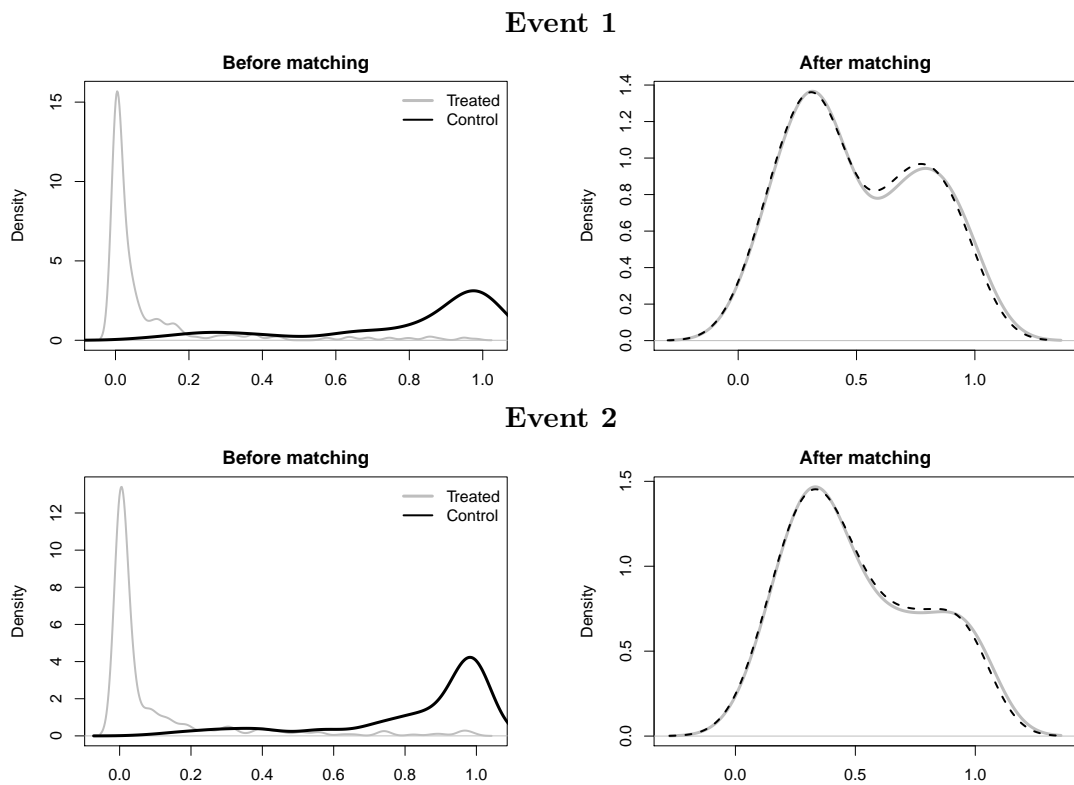 Event 1
Before matching
Density
0
5
10
15
Treated
Control
0.0 0.2 0.4 0.6 0.8 1.0
After matching
Density
0.0 0.2 0.4 0.6 0.8 1.0 1.2 1.4
0.0 0.5 1.0
Event 2
Before matching
Density
0 2 4 6 8 10 12
Treated
Control
0.0 0.2 0.4 0.6 0.8 1.0
After matching
Density
0.0 0.5 1.0 1.5
0.0 0.5 1.0